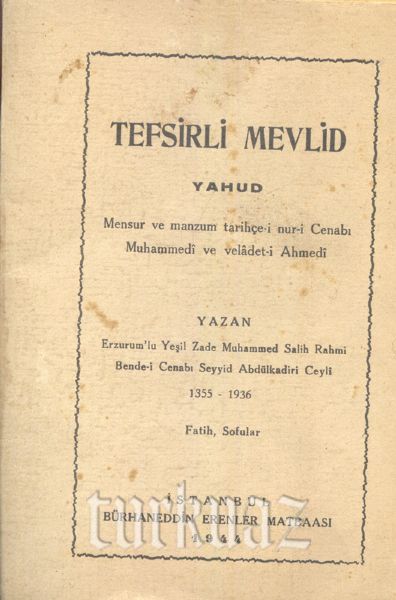 TEFSİRLİ MEVLİD
YAHUD
Mensur ve manzum tarihçe-i nur-i Cenabı
Muhammedî ve velâdet-i Ahmedî
YAZAN
Erzurum'lu Yeşil Zade Muhammed Salih Rahmi
Bende-i Cenabı Seyyid Abdülkadiri Ceylî
1355 - 1936
Fatih, Sofular
İSTANBUL
BÜRHANEDDİN ERENLER MATBAASI
1944
turkuaz